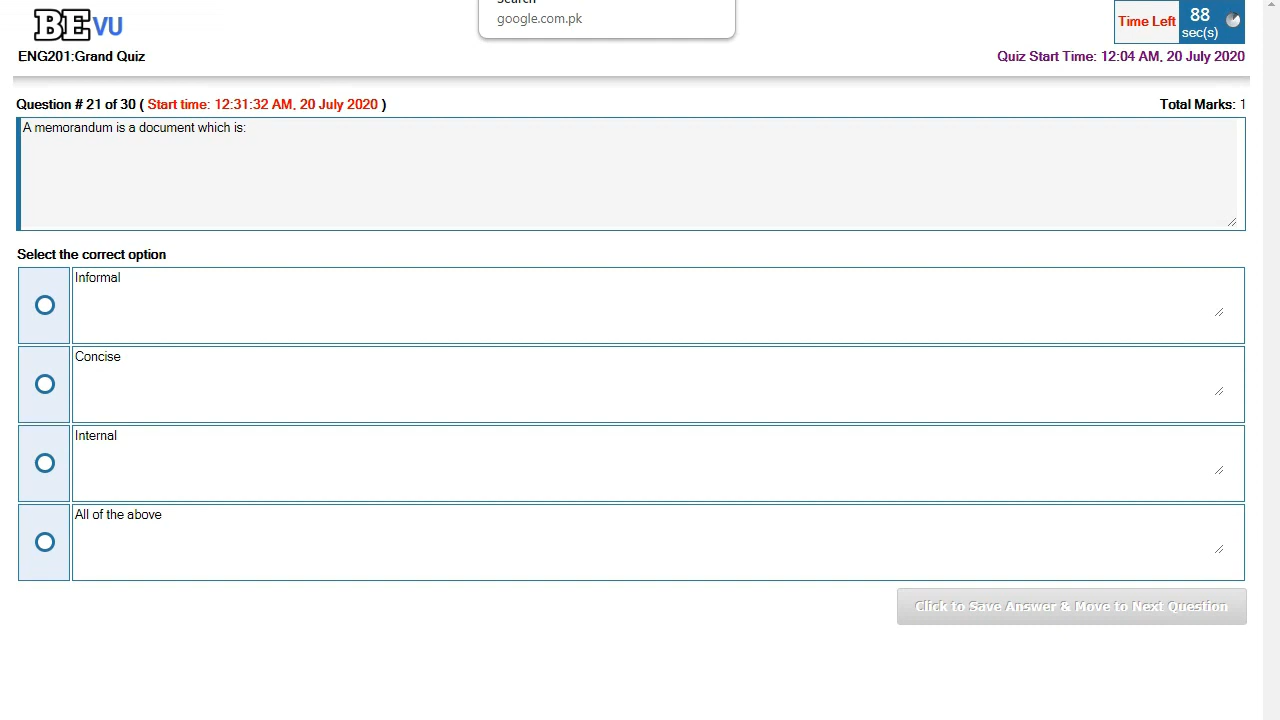 Search
google.com.pk
BEVU
Time Left
88
sec(s)
ENG201:Grand Quiz
Quiz Start Time: 12:04 AM, 20 July 2020
Question # 21 of 30 ( Start time: 12:31:32 AM, 20 July 2020 )
Total Marks: 1
A memorandum is a document which is:
Select the correct option
Informal
Concise
Internal
All of the above
Click to Save Answer & Move to Next Question